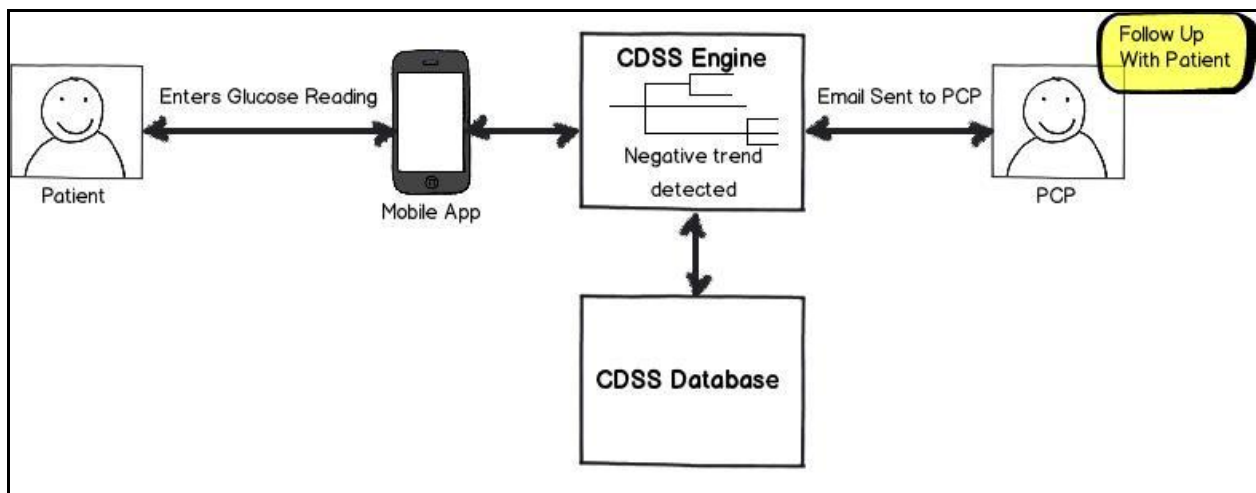 Follow Up
With Patient
CDSS Engine
Enters Glucose Reading
Email Sent to PCP
Negative trend
detected
Patient
Mobile App
PCP
CDSS Database